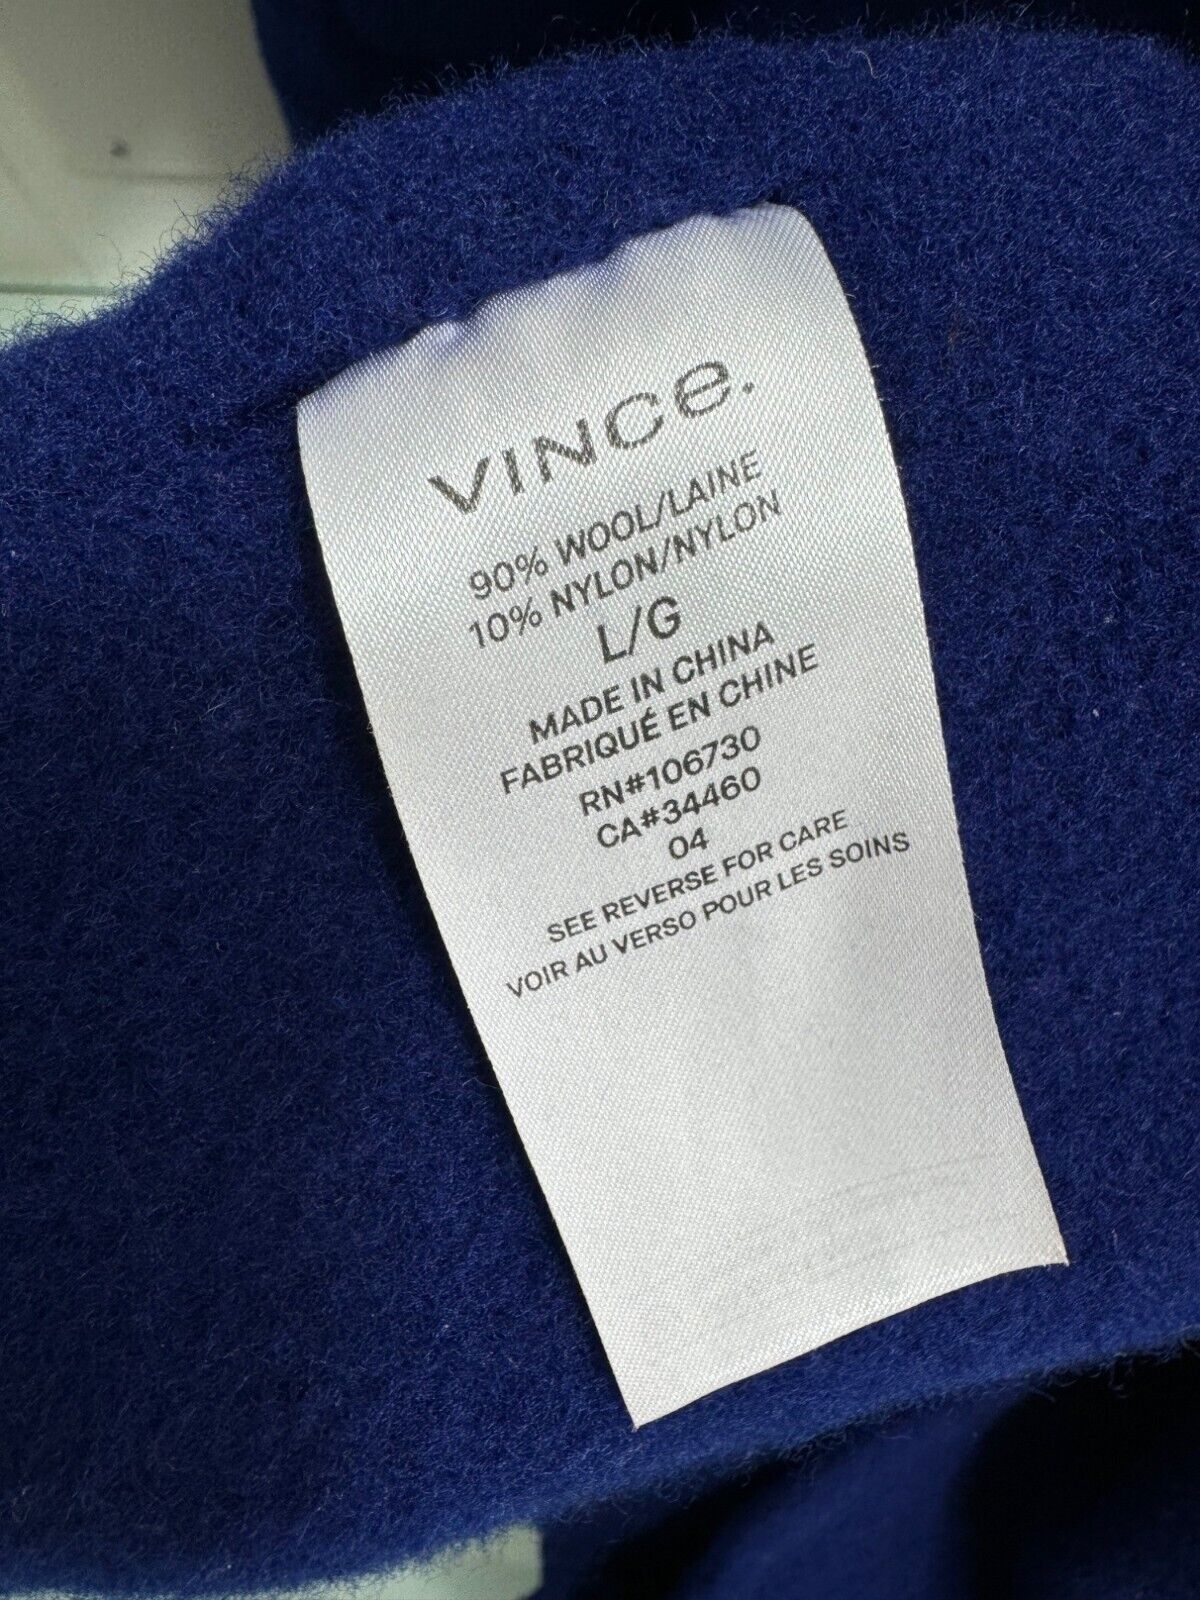 VINCe.
90% WOOL/LAINE
10% NYLON/NYLON
L/G
MADE IN CHINA
FABRIQUÉ EN CHINE
RN#106730
CA#34460
04
SEE REVERSE FOR CARE
VOIR AU VERSO POUR LES SOINS